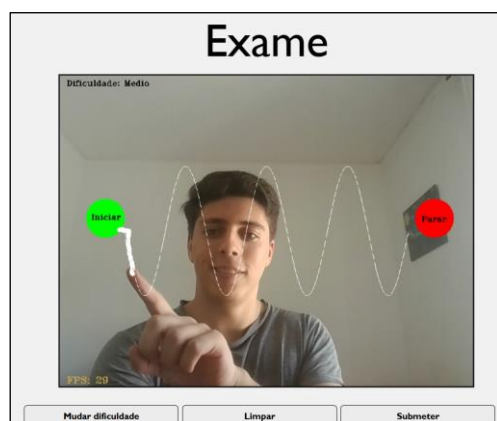 Exame
Dificuldade: Medio
Iniciar
Parar
FPS: 29
Mudar dificuldade
Limpar
Submeter